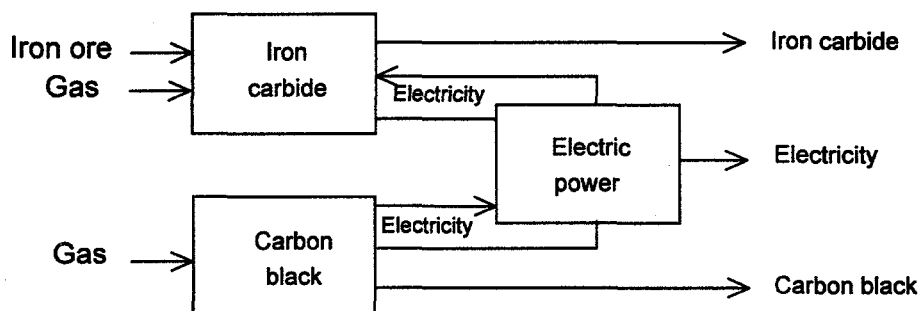 Iron ore
Gas
Iron
carbide
Iron carbide
Electricity
Electric
power
Electricity
Gas
Carbon
black
Electricity
Carbon black